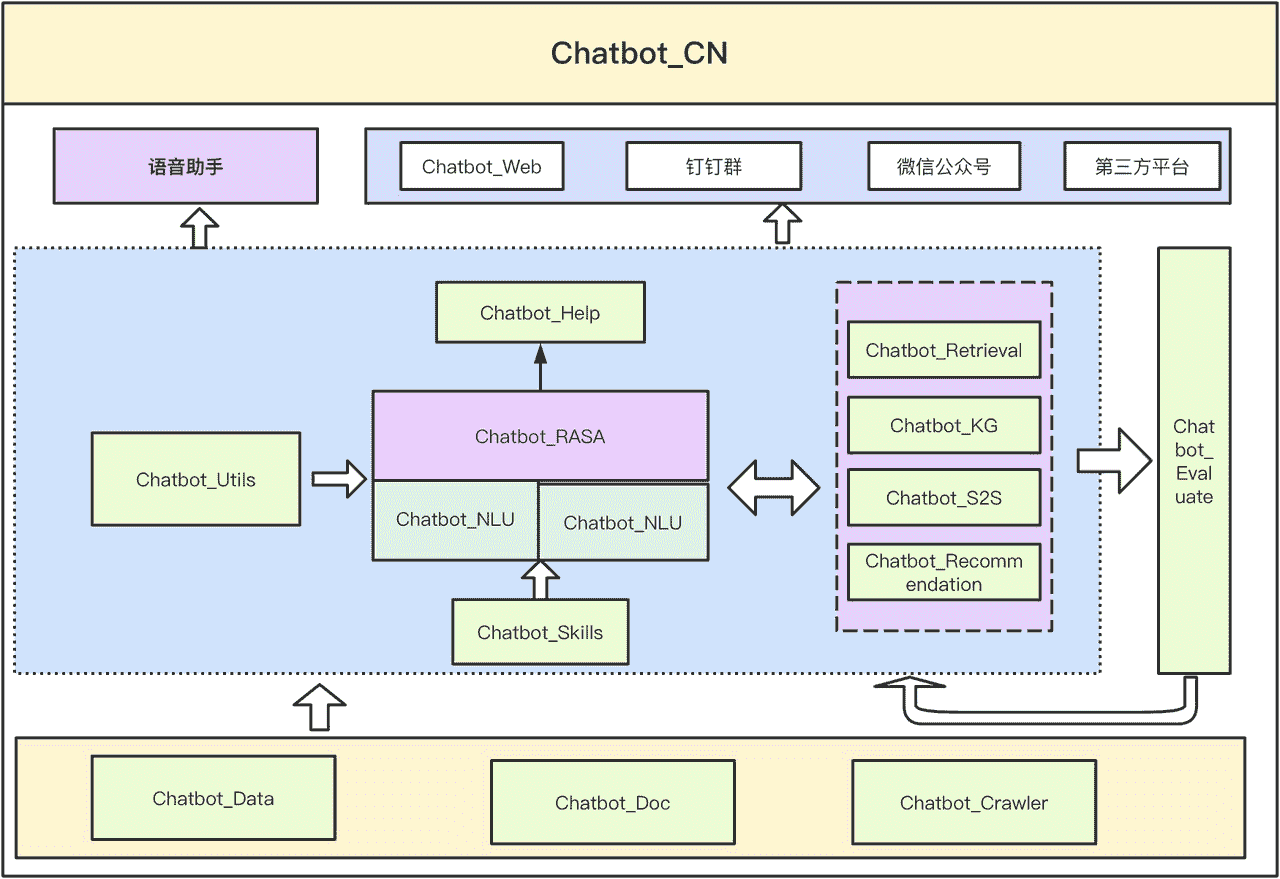 Chatbot_CN
语音助手
Chatbot_Web
钉钉群
微信公众号
第三方平台
Chatbot_Help
Chatbot_RASA
Chatbot_NLU
Chatbot_NLU
Chatbot_Utils
Chatbot_Skills
Chatbot_Retrieval
Chatbot_KG
Chatbot_S2S
Chatbot_Recomm
endation
Chat
bot_
Eval
uate
Chatbot_Data
Chatbot_Doc
Chatbot_Crawler